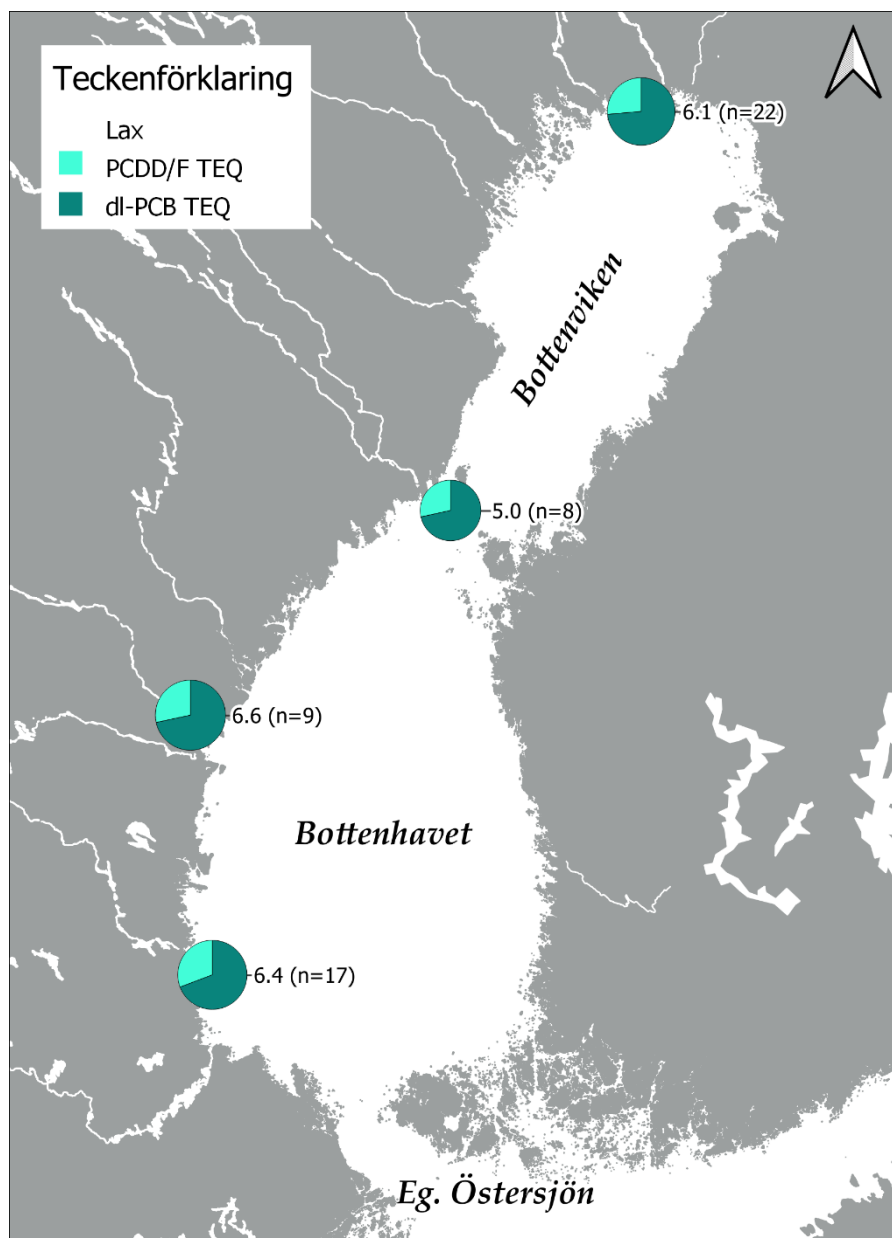 Teckenförklaring
Lax
PCDD/F TEQ
dl-PCB TEQ
6.1 (n=22)
Bottenviken
5.0 (n=8)
6.6 (n=9)
Bottenhavet
6.4 (n=17)
Eg. Östersjön